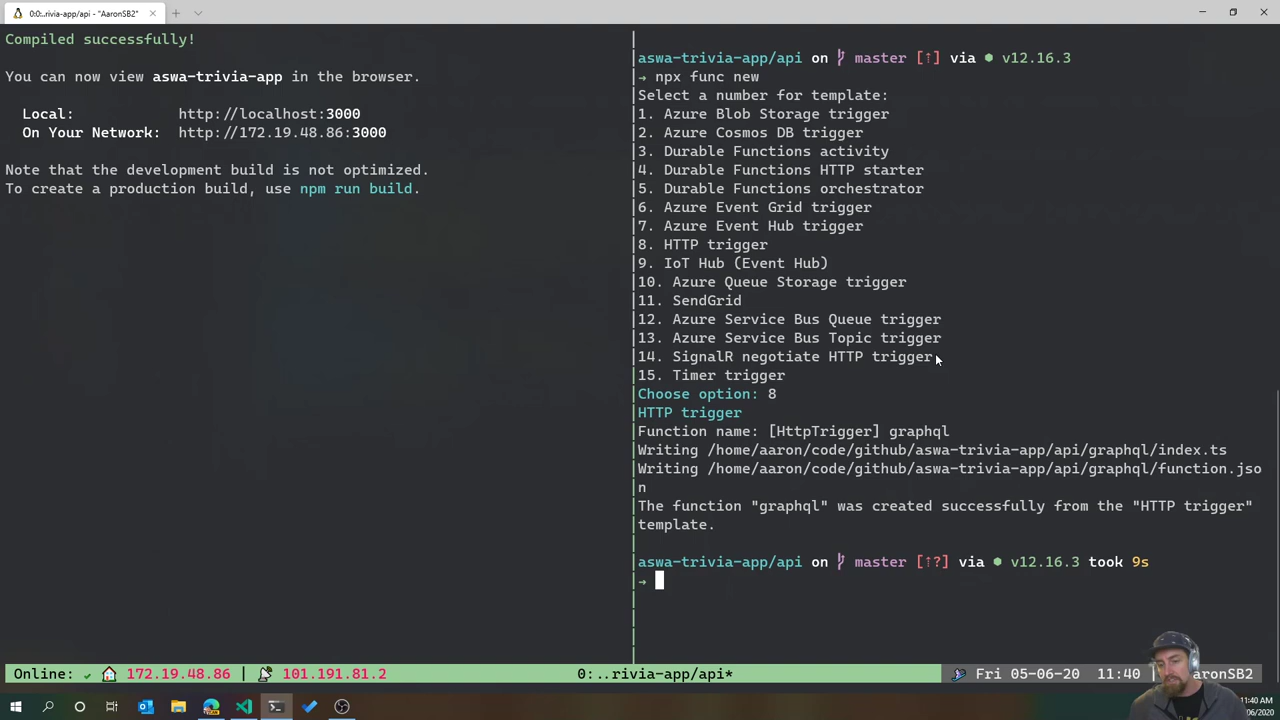 0:0:..rivia-app/api - "AaronSB2"
Compiled successfully!
You can now view aswa-trivia-app in the browser.
Local: http://localhost:3000
On Your Network: http://172.19.48.86:3000
Note that the development build is not optimized.
To create a production build, use npm run build.
aswa-trivia-app/api on master [↑] via v12.16.3
→ npx func new
Select a number for template:
1. Azure Blob Storage trigger
2. Azure Cosmos DB trigger
3. Durable Functions activity
4. Durable Functions HTTP starter
5. Durable Functions orchestrator
6. Azure Event Grid trigger
7. Azure Event Hub trigger
8. HTTP trigger
9. IoT Hub (Event Hub)
10. Azure Queue Storage trigger
11. SendGrid
12. Azure Service Bus Queue trigger
13. Azure Service Bus Topic trigger
14. SignalR negotiate HTTP trigger
15. Timer trigger
Choose option: 8
HTTP trigger
Function name: [HttpTrigger] graphql
Writing /home/aaron/code/github/aswa-trivia-app/api/graphql/index.ts
Writing /home/aaron/code/github/aswa-trivia-app/api/graphql/function.jso
n
The function "graphql" was created successfully from the "HTTP trigger"
template.
aswa-trivia-app/api on master [↑?] via v12.16.3 took 9s
→
Online: ✓ 172.19.48.86 | 101.191.81.2 0:..rivia-app/api* Fri 05-06-20 11:40 aronSB2
11:40 AM
/06/2020